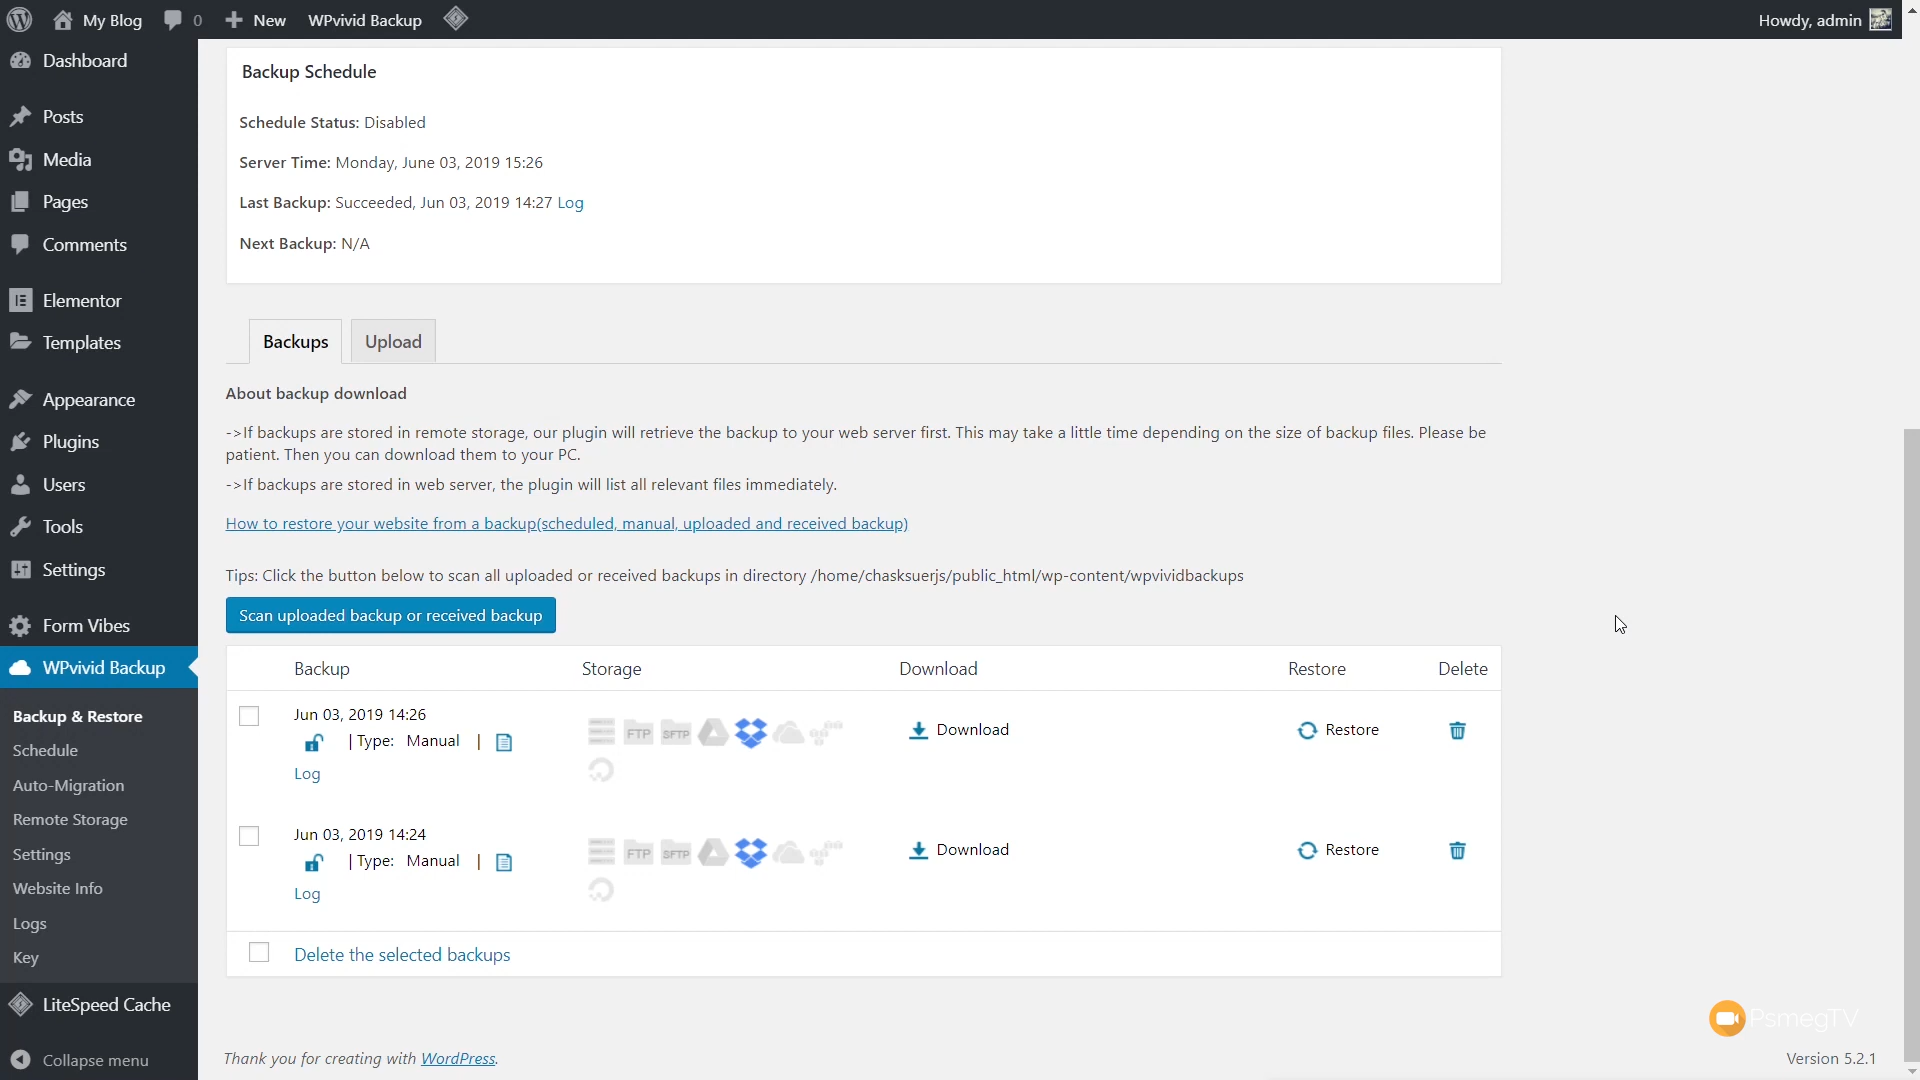 My Blog 0 New WPvivid Backup Howdy, admin
Dashboard
Posts
Media
Pages
Comments
Elementor
Templates
Appearance
Plugins
Users
Tools
Settings
Form Vibes
WPvivid Backup
Backup & Restore
Schedule
Auto-Migration
Remote Storage
Settings
Website Info
Logs
Key
LiteSpeed Cache
Collapse menu
Backup Schedule
Schedule Status: Disabled
Server Time: Monday, June 03, 2019 15:26
Last Backup: Succeeded, Jun 03, 2019 14:27 Log
Next Backup: N/A
Backups Upload
About backup download
->If backups are stored in remote storage, our plugin will retrieve the backup to your web server first. This may take a little time depending on the size of backup files. Please be
patient. Then you can download them to your PC.
->If backups are stored in web server, the plugin will list all relevant files immediately.
How to restore your website from a backup(scheduled, manual, uploaded and received backup)
Tips: Click the button below to scan all uploaded or received backups in directory /home/chasksuerjs/public_html/wp-content/wpvividbackups
Scan uploaded backup or received backup
Backup Storage Download Restore Delete
Jun 03, 2019 14:26
| Type: Manual | FTP SFTP Download Restore
Log
Jun 03, 2019 14:24
| Type: Manual | FTP SFTP Download Restore
Log
Delete the selected backups
PsmegTV
Thank you for creating with WordPress.
Version 5.2.1